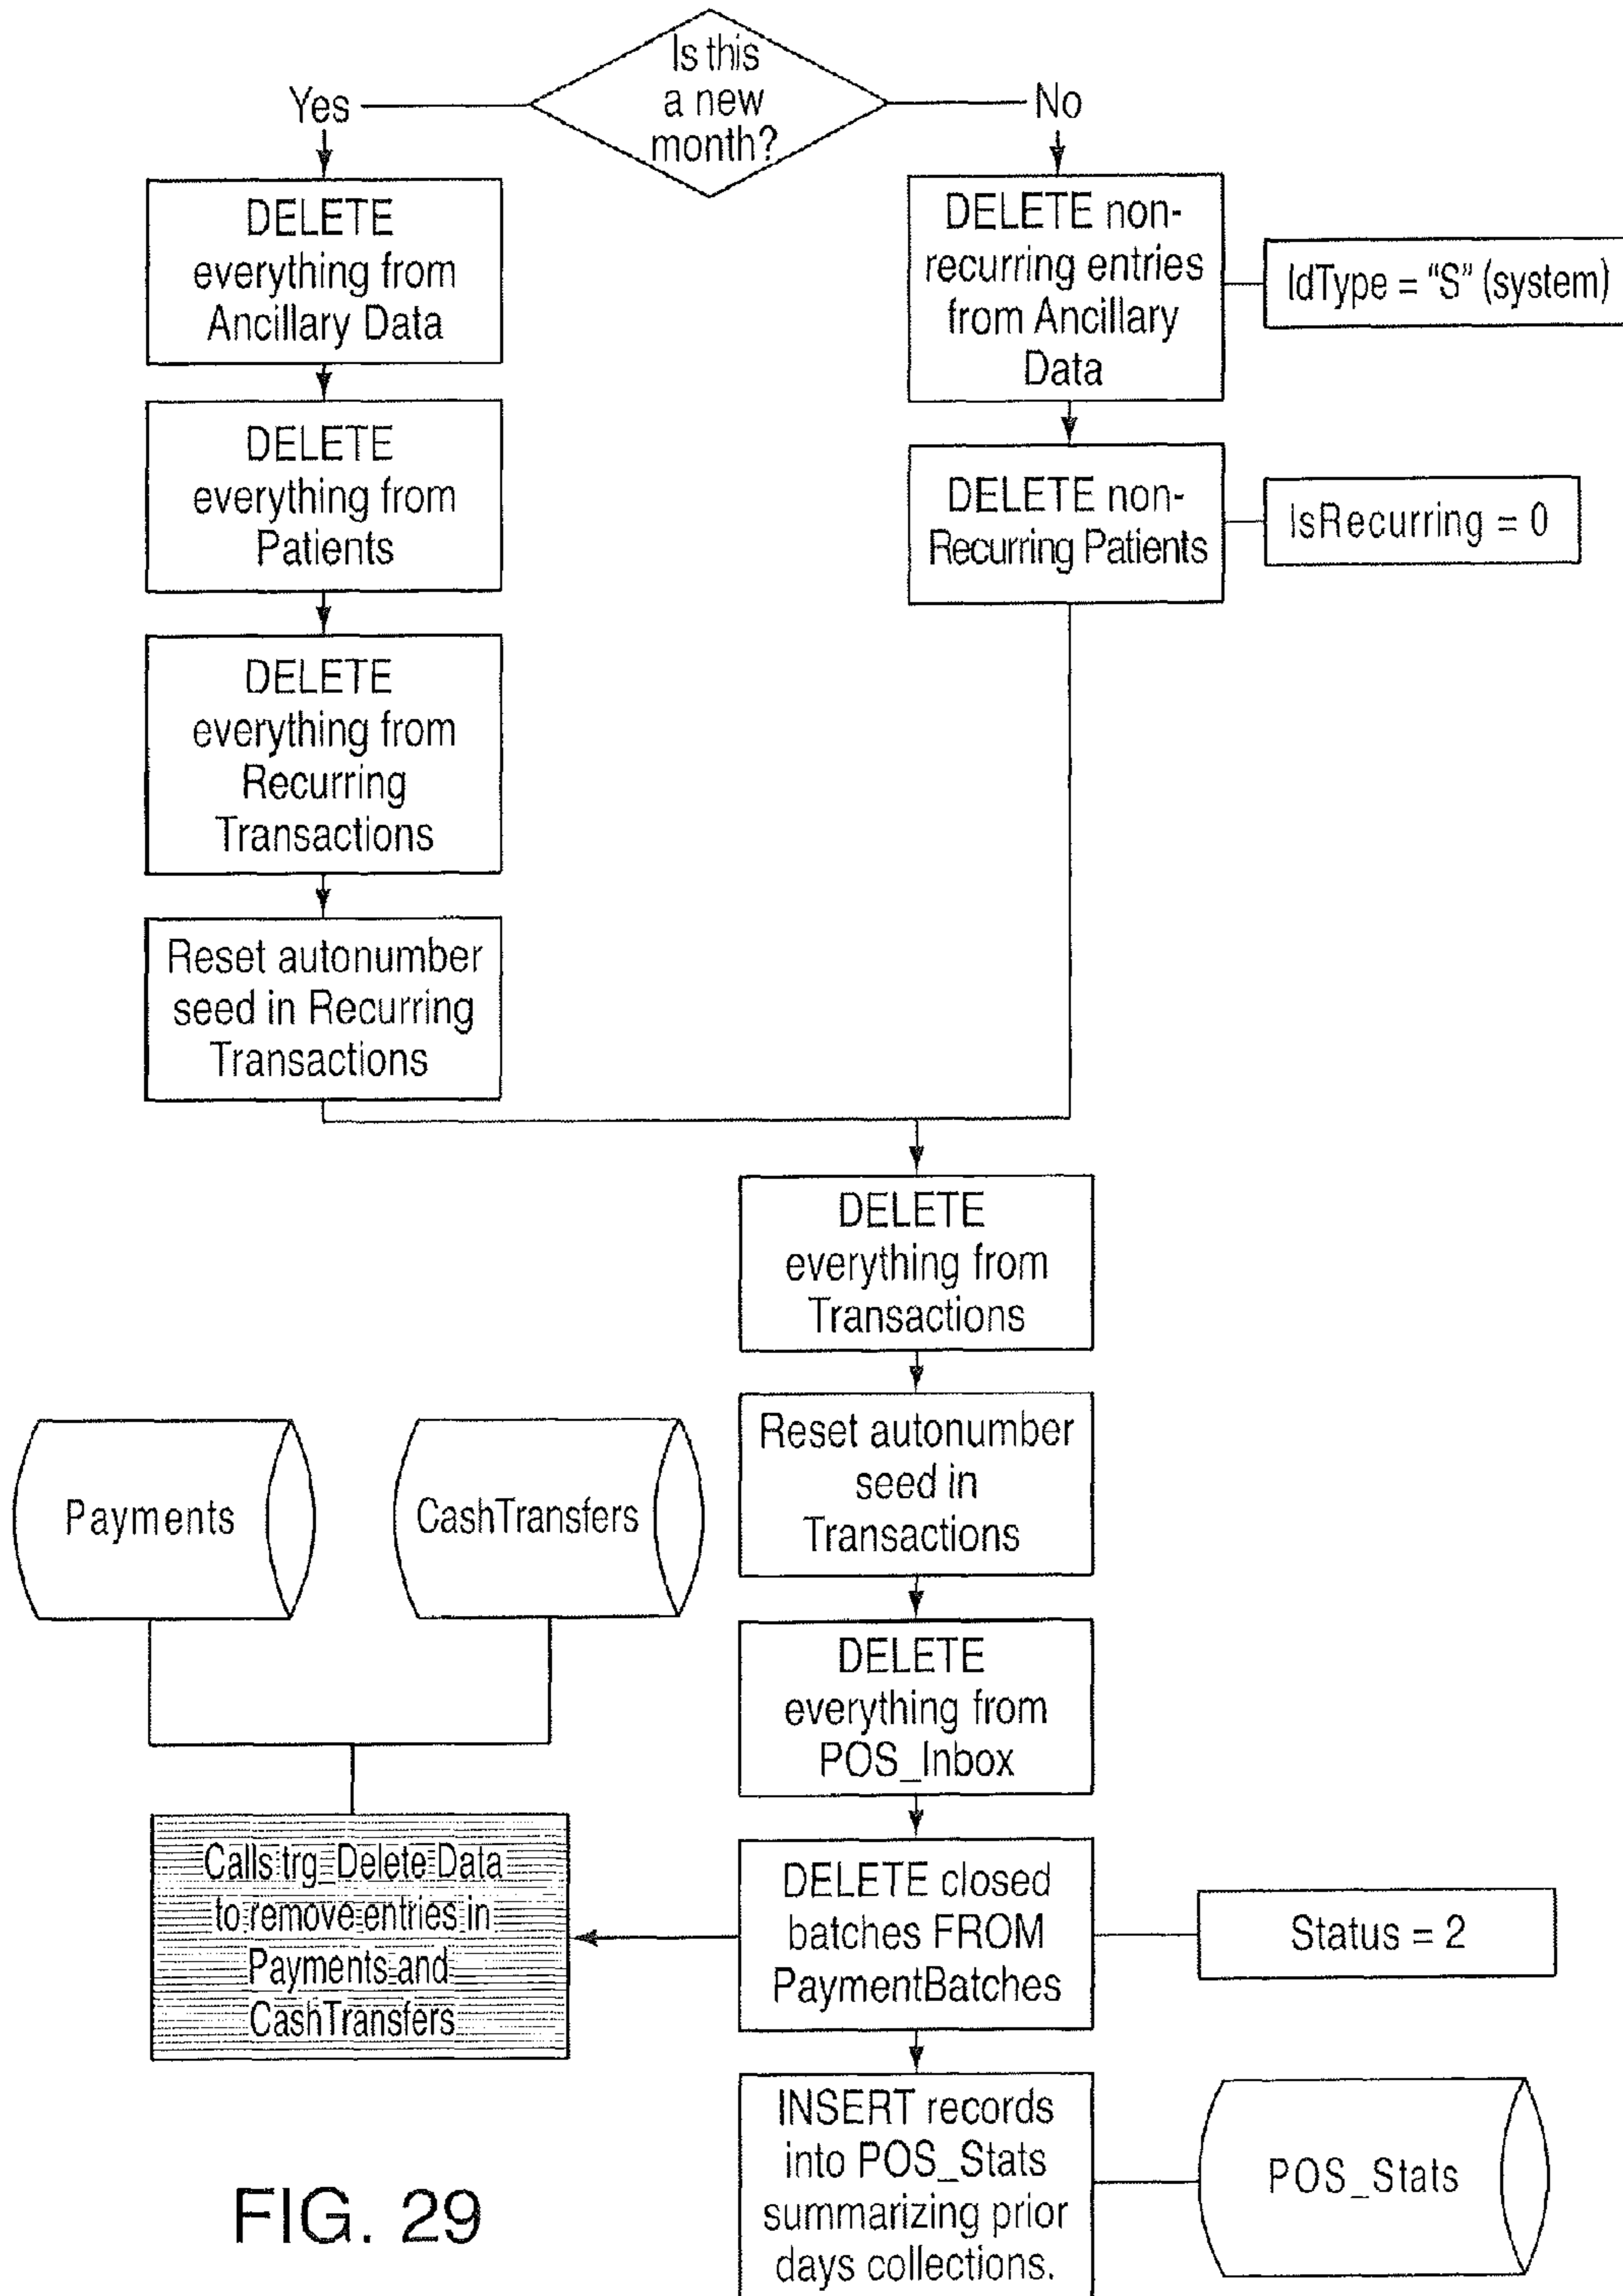 Is this
a new
month?
Yes
No
DELETE
everything from
Ancillary Data
DELETE non-
recurring entries
from Ancillary
Data
IdType = “S” (system)
DELETE
everything from
Patients
DELETE non-
Recurring Patients
IsRecurring = 0
DELETE
everything from
Recurring
Transactions
Reset autonumber
seed in Recurring
Transactions
DELETE
everything from
Transactions
Reset autonumber
seed in
Transactions
Payments
CashTransfers
DELETE
everything from
POS_Inbox
Calls trg_Delete Data
to remove entries in
Payments and
CashTransfers
DELETE closed
batches FROM
PaymentBatches
Status = 2
INSERT records
into POS_Stats
summarizing prior
days collections.
POS_Stats
FIG. 29